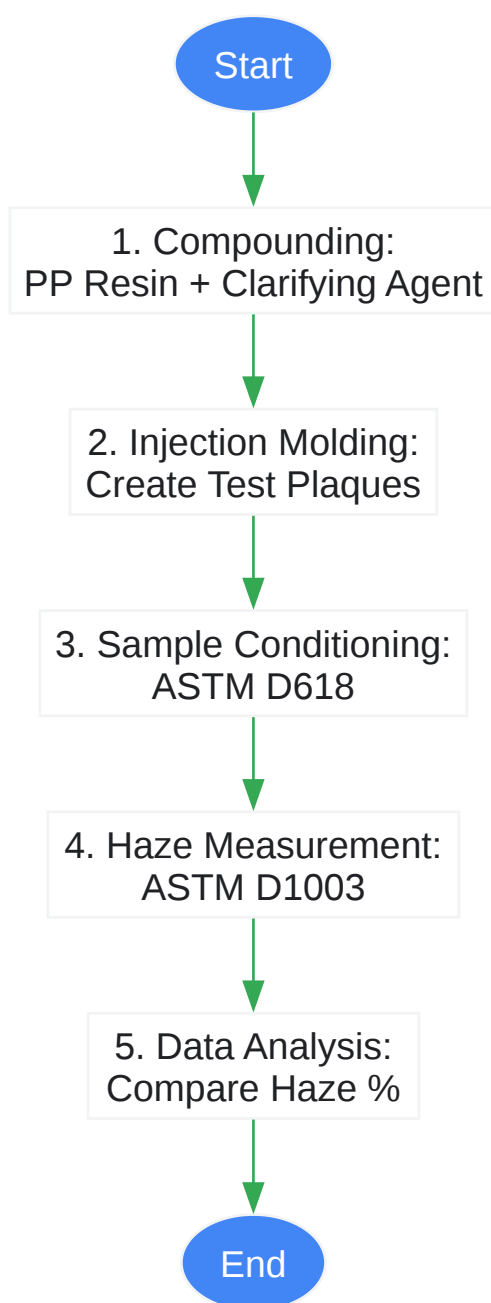 Start
1. Compounding:
PP Resin + Clarifying Agent
2. Injection Molding:
Create Test Plaques
3. Sample Conditioning:
ASTM D618
4. Haze Measurement:
ASTM D1003
5. Data Analysis:
Compare Haze %
End